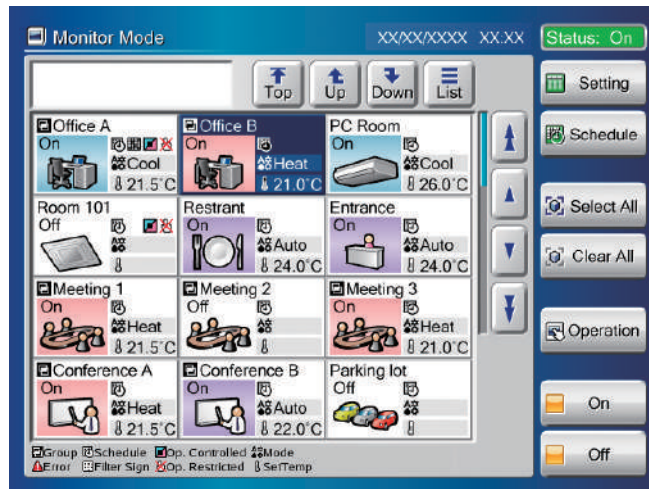 Monitor Mode XX/XX/XXXX XX.XX Status: On
Top Up Down List
Setting
Schedule
Select All
Clear All
Operation
On
Off
Office A Office B PC Room
On On On
Cool Heat Cool
21.5°C 21.0°C 26.0°C
Room 101 Restrant Entrance
Off On On
Auto Auto
24.0°C 24.0°C
Meeting 1 Meeting 2 Meeting 3
On Off On
Heat Heat
21.5°C 21.0°C
Conference A Conference B Parking lot
On On Off
Heat Auto
21.5°C 22.0°C
Group Schedule Op. Controlled Mode
Error Filter Sign Op. Restricted SetTemp